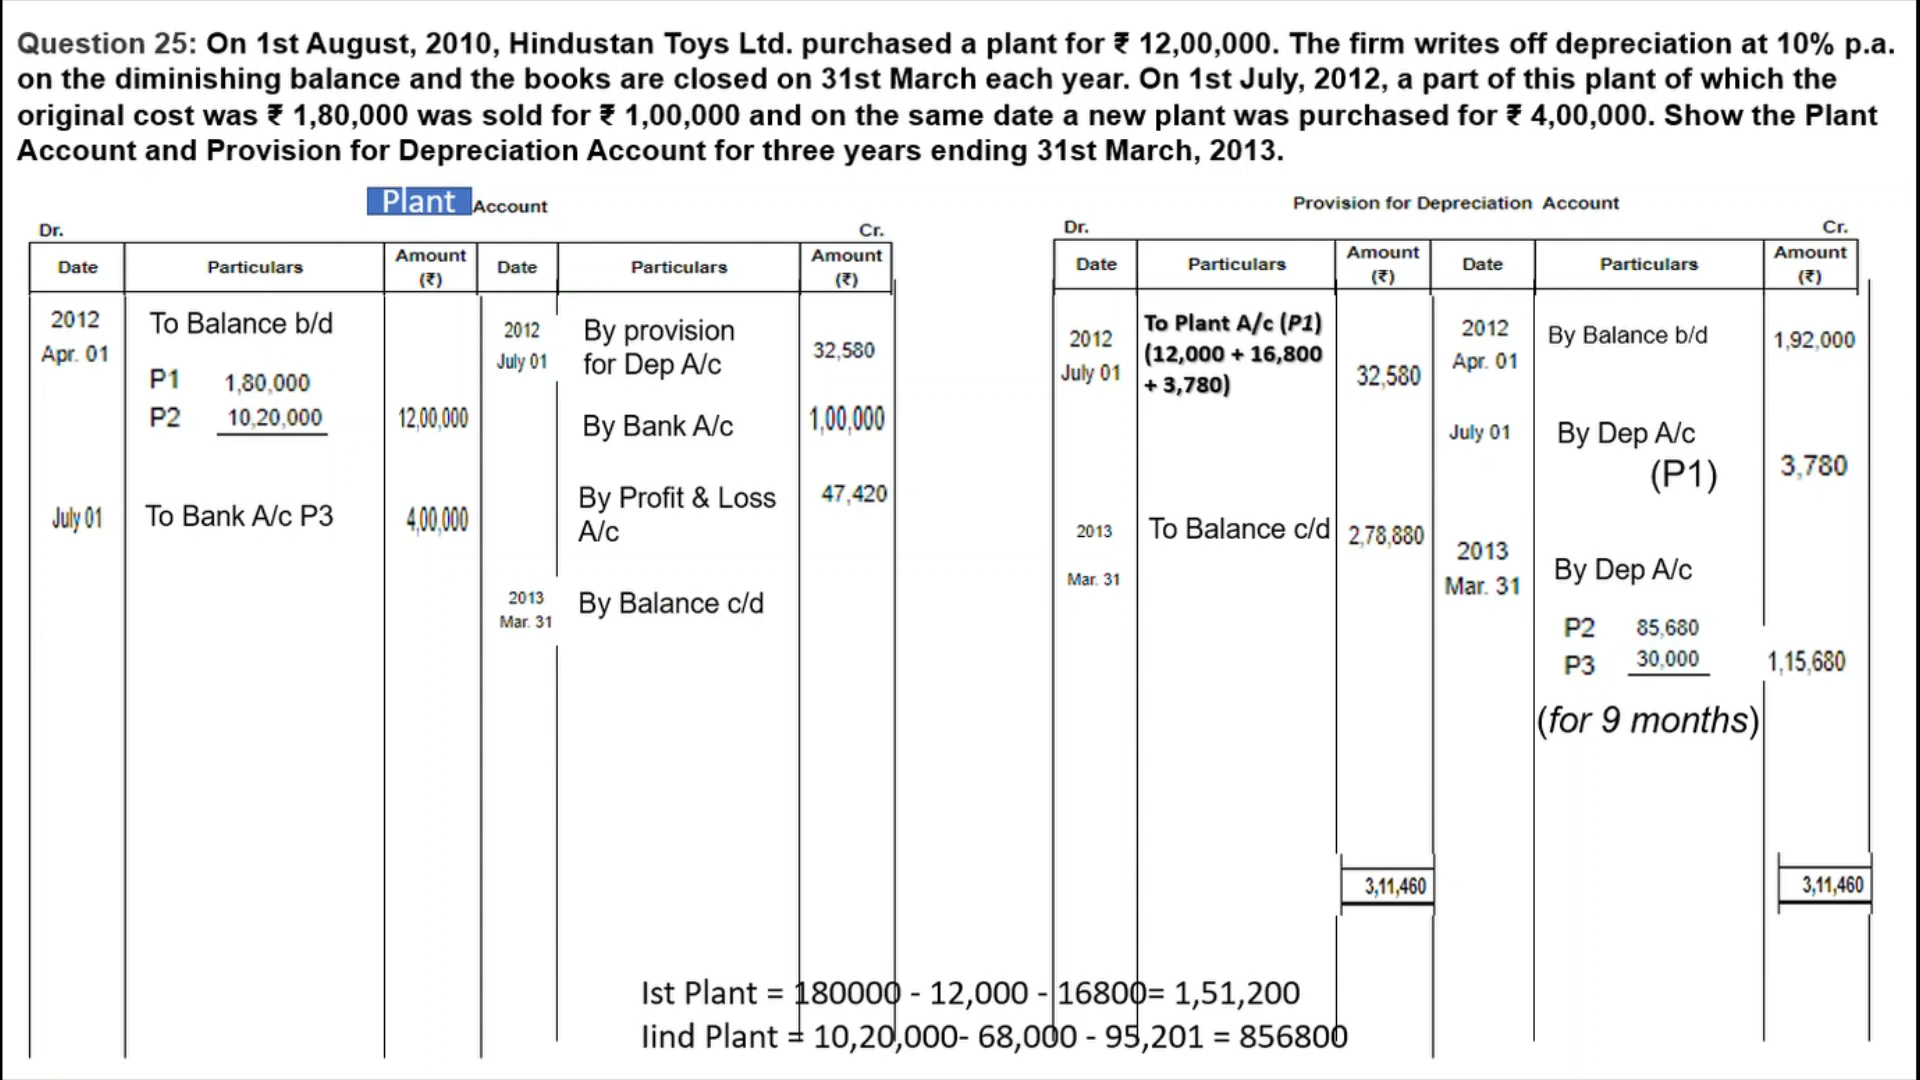 Question 25: On 1st August, 2010, Hindustan Toys Ltd. purchased a plant for ₹ 12,00,000. The firm writes off depreciation at 10% p.a.
on the diminishing balance and the books are closed on 31st March each year. On 1st July, 2012, a part of this plant of which the
original cost was ₹ 1,80,000 was sold for ₹ 1,00,000 and on the same date a new plant was purchased for ₹ 4,00,000. Show the Plant
Account and Provision for Depreciation Account for three years ending 31st March, 2013.
Plant Account
Dr. Cr.
Date Particulars Amount (₹) Date Particulars Amount (₹)
2012 To Balance b/d 2012 By provision
Apr. 01 July 01 for Dep A/c 32,580
P1 1,80,000
P2 10,20,000 12,00,000 By Bank A/c 1,00,000
By Profit & Loss 47,420
July 01 To Bank A/c P3 4,00,000 A/c
2013 By Balance c/d
Mar. 31
Provision for Depreciation Account
Dr. Cr.
Date Particulars Amount (₹) Date Particulars Amount (₹)
2012 To Plant A/c (P1) 2012 By Balance b/d 1,92,000
July 01 (12,000 + 16,800 Apr. 01
+ 3,780) 32,580
July 01 By Dep A/c
(P1) 3,780
2013 To Balance c/d 2,78,880 2013
Mar. 31 Mar. 31 By Dep A/c
P2 85,680
P3 30,000 1,15,680
(for 9 months)
3,11,460 3,11,460
Ist Plant = 180000 - 12,000 - 16800= 1,51,200
Iind Plant = 10,20,000- 68,000 - 95,201 = 856800